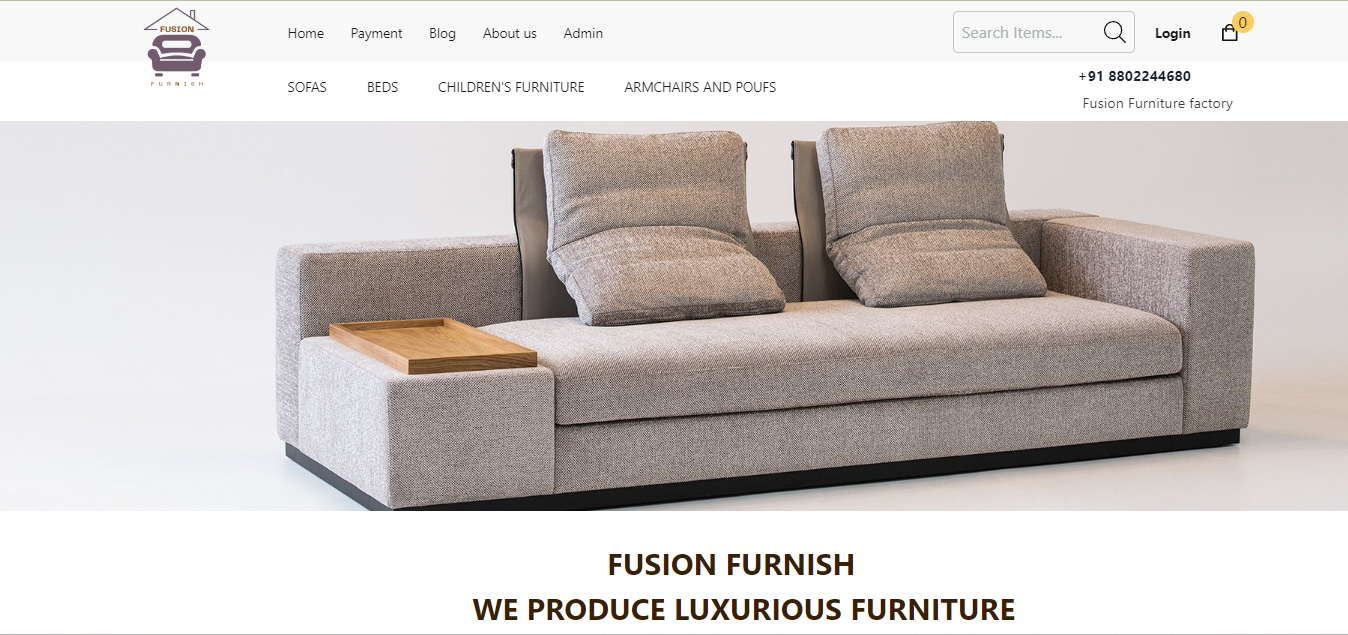 FUSION
FURNISH
Home Payment Blog About us Admin
Search Items...
Login
0
SOFAS BEDS CHILDREN'S FURNITURE ARMCHAIRS AND POUFS
+91 8802244680
Fusion Furniture factory
FUSION FURNISH
WE PRODUCE LUXURIOUS FURNITURE